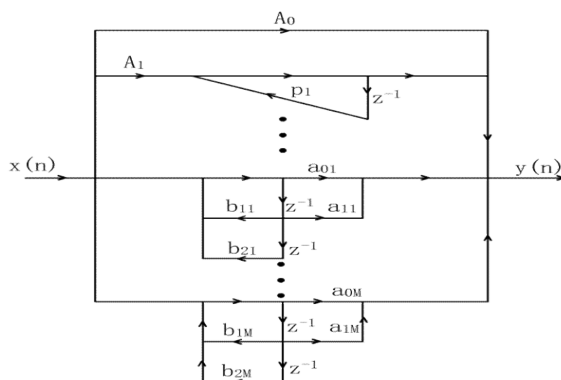 A₀
A₁
p₁
z⁻¹
x(n) a₀₁ y(n)
b₁₁ z⁻¹ a₁₁
b₂₁ z⁻¹
a₀M
b₁M z⁻¹ a₁M
b₂M z⁻¹